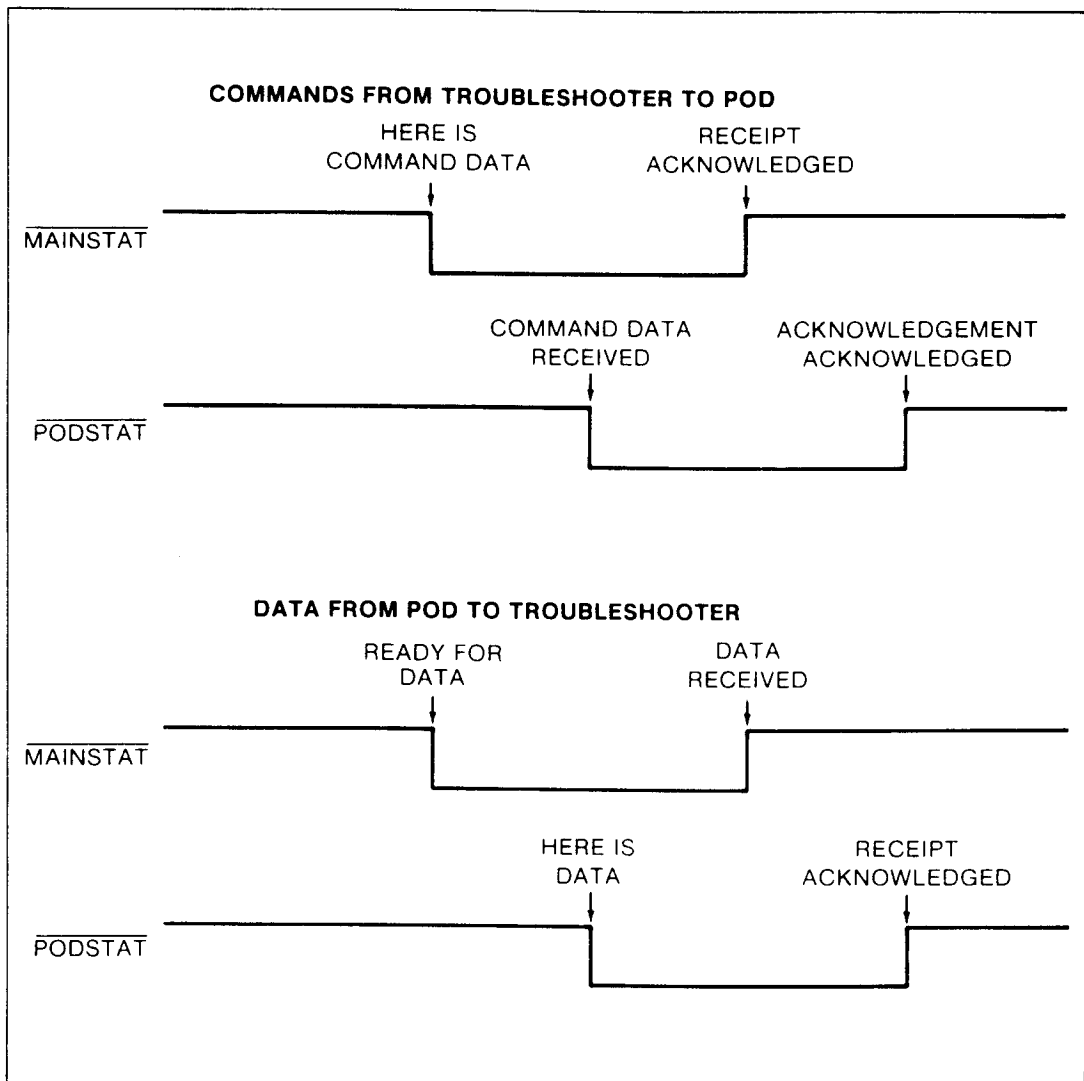 COMMANDS FROM TROUBLESHOOTER TO POD
HERE IS
COMMAND DATA
RECEIPT
ACKNOWLEDGED
MAINSTAT
COMMAND DATA
RECEIVED
ACKNOWLEDGEMENT
ACKNOWLEDGED
PODSTAT
DATA FROM POD TO TROUBLESHOOTER
READY FOR
DATA
DATA
RECEIVED
MAINSTAT
HERE IS
DATA
RECEIPT
ACKNOWLEDGED
PODSTAT